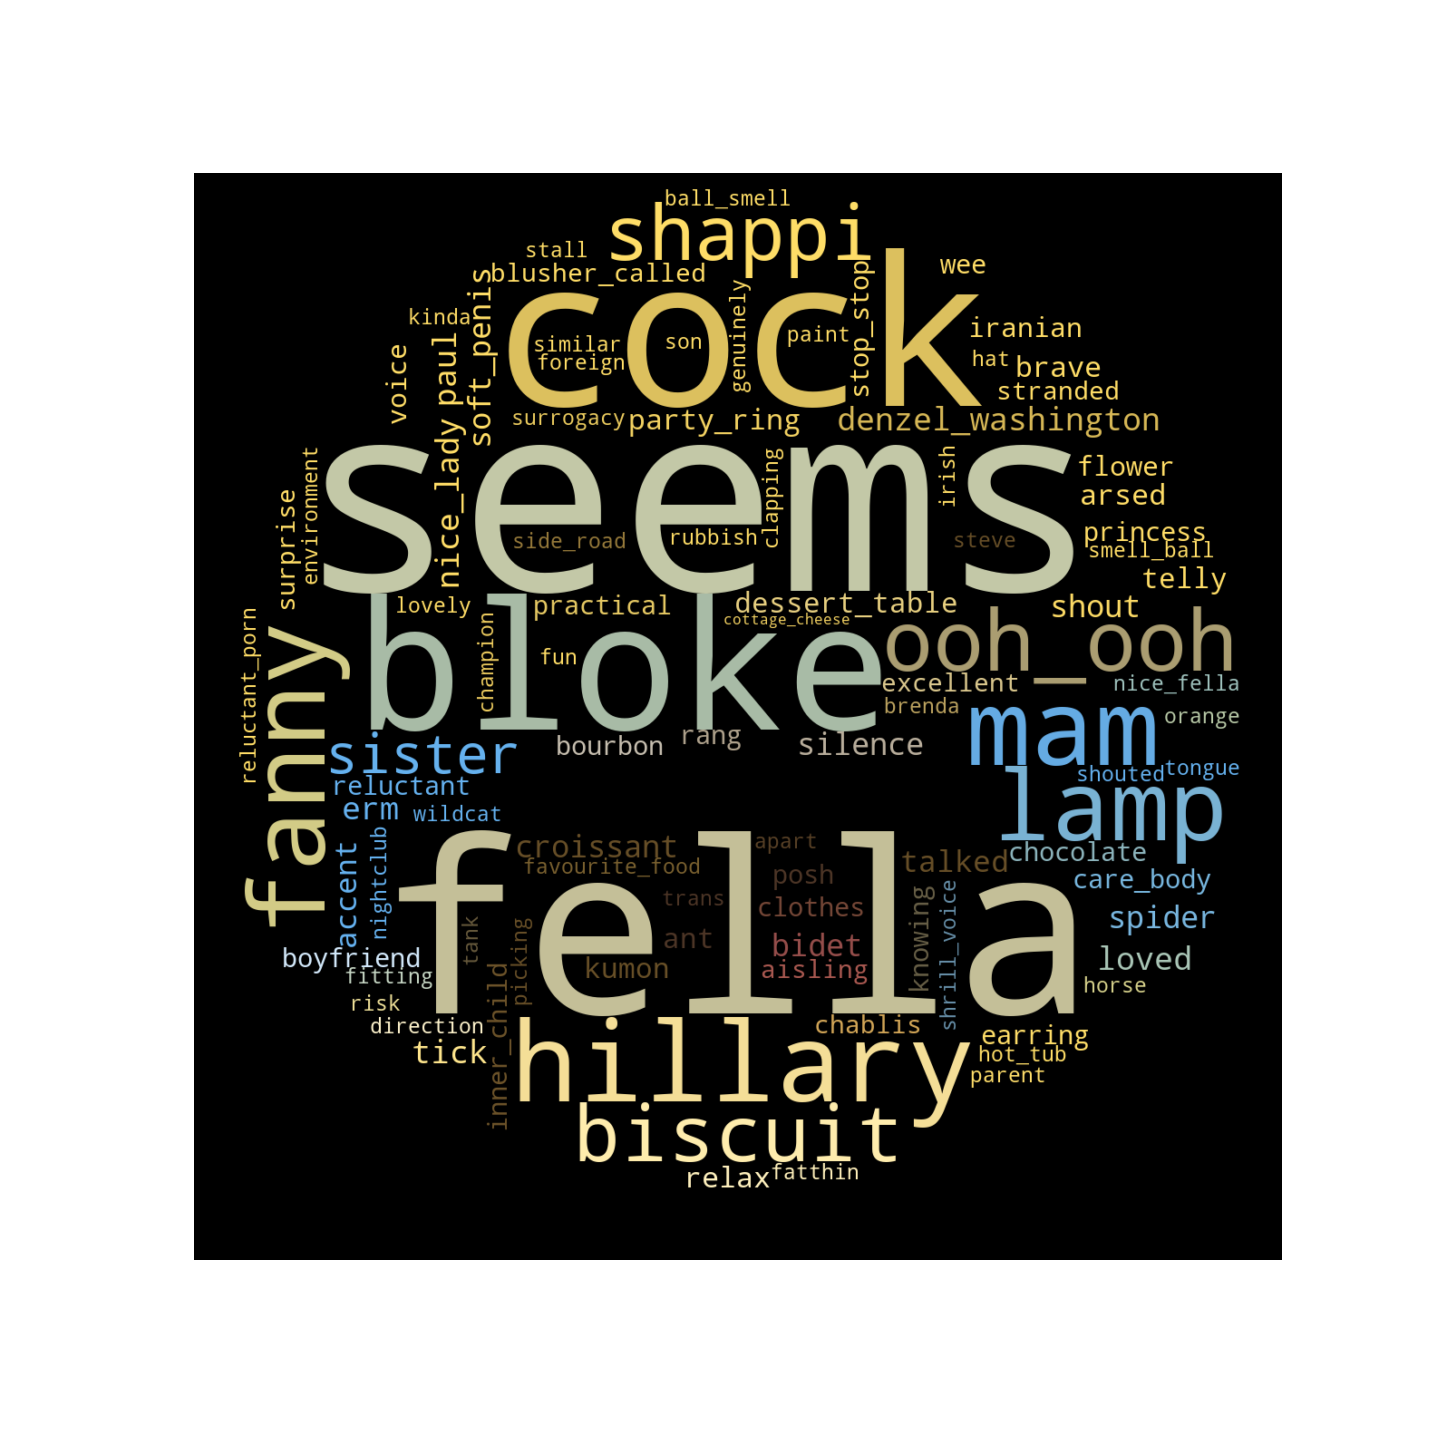 ball_smell
shappi
stall
wee
blusher_called
cock
kinda
soft_penis
genuinely
stop_stop
similar
son
paint
iranian
foreign
hat
brave
voice
paul
stranded
surrogacy
party_ring
denzel_washington
nice_lady
seems
clapping
irish
flower
arsed
environment
surprise
side_road
rubbish
steve
princess
smell_ball
telly
lovely
practical
dessert_table
shout
bloke
cottage_cheese
ooh_ooh
reluctant_porn
fanny
champion
fun
excellent
nice_fella
brenda
mam
orange
sister
bourbon
rang
silence
reluctant
shouted
tongue
erm
wildcat
lamp
accent
nightclub
fella
croissant
apart
talked
chocolate
favourite_food
posh
care_body
trans
clothes
knowing
shrill_voice
spider
tank
picking
ant
bidet
boyfriend
fitting
kumon
aisling
loved
horse
risk
inner_child
direction
chablis
earring
tick
hillary
hot_tub
parent
biscuit
relax
fatthin